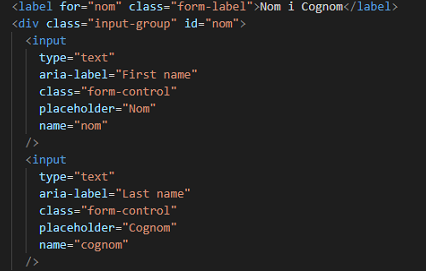 <label for="nom" class="form-label">Nom i Cognom</label>
<div class="input-group" id="nom">
<input
type="text"
aria-label="First name"
class="form-control"
placeholder="Nom"
name="nom"
/>
<input
type="text"
aria-label="Last name"
class="form-control"
placeholder="Cognom"
name="cognom"
/>